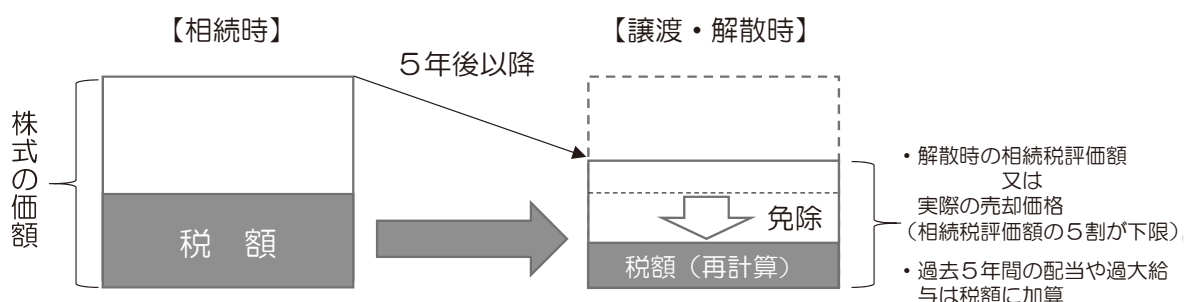 【相続時】
【譲渡・解散時】
5年後以降
株式の価額
税 額
免除
税額（再計算）
・解散時の相続税評価額
又は
実際の売却価格
（相続税評価額の5割が下限）
・過去5年間の配当や過大給
与は税額に加算